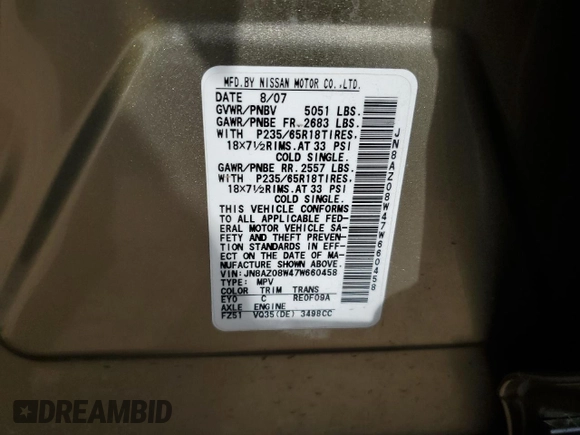 MFD.BY NISSAN MOTOR CO.,LTD.
DATE 8/07
GVWR/PNBV 5051 LBS.
GAWR/PNBE FR.2683 LBS.
WITH P235/65R18TIRES,
18X7½RIMS.AT 33 PSI
COLD SINGLE.
GAWR/PNBE RR.2557 LBS.
WITH P235/65R18TIRES,
18X7½RIMS.AT 33 PSI
COLD SINGLE.
THIS VEHICLE CONFORMS
TO ALL APPLICABLE FED-
ERAL MOTOR VEHICLE SA-
FETY AND THEFT PREVEN-
TION STANDARDS IN EFF-
ECT ON THE DATE OF MA-
NUFACTURE SHOWN ABOVE.
VIN:JN8AZ08W47W660458
TYPE: MPV
COLOR TRIM TRANS
EY0 C RE0F09A
AXLE ENGINE
FZ51 VQ35(DE) 3498CC
JN8AZ08W47W660458
DREAMBID